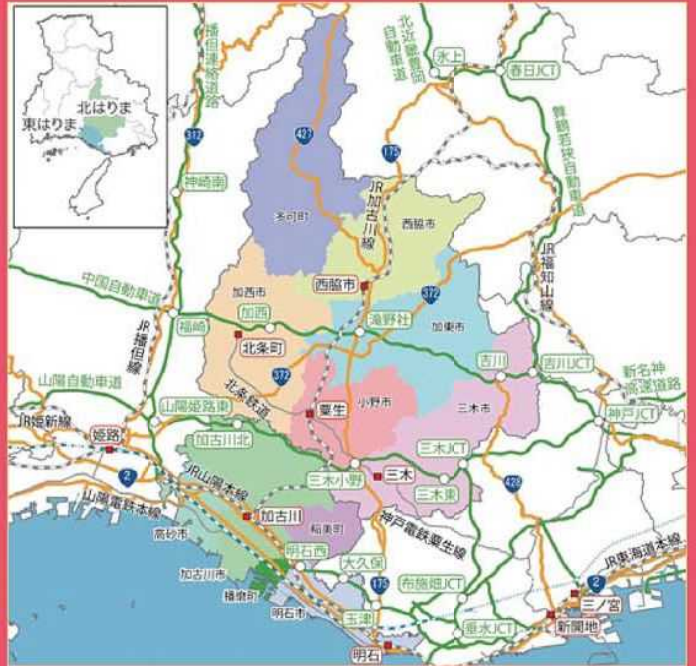 北はりま
東はりま
播但連絡道路
312
神崎南
427
175
JR加古川線
北近畿豊岡
自動車道
氷上
春日JCT
舞鶴若狭自動車道
JR福知山線
多可町
西脇市
西脇市
372
中国自動車道
加西市
加西
福崎
滝野社
加東市
JR播但線
北条町
372
北条鉄道
粟生
小野市
吉川
吉川JCT
三木市
新名神
高速道路
神戸JCT
山陽自動車道
山陽姫路東
JR姫新線
姫路
加古川北
三木JCT
三木小野
三木
三木東
2
JR山陽本線
山陽電鉄本線
加古川
稲美町
神戸電鉄粟生線
428
高砂市
加古川市
明石西
大久保
播磨町
明石市
175
玉津
布施畑JCT
JR東海道本線
2
三ノ宮
新開地
垂水JCT
明石